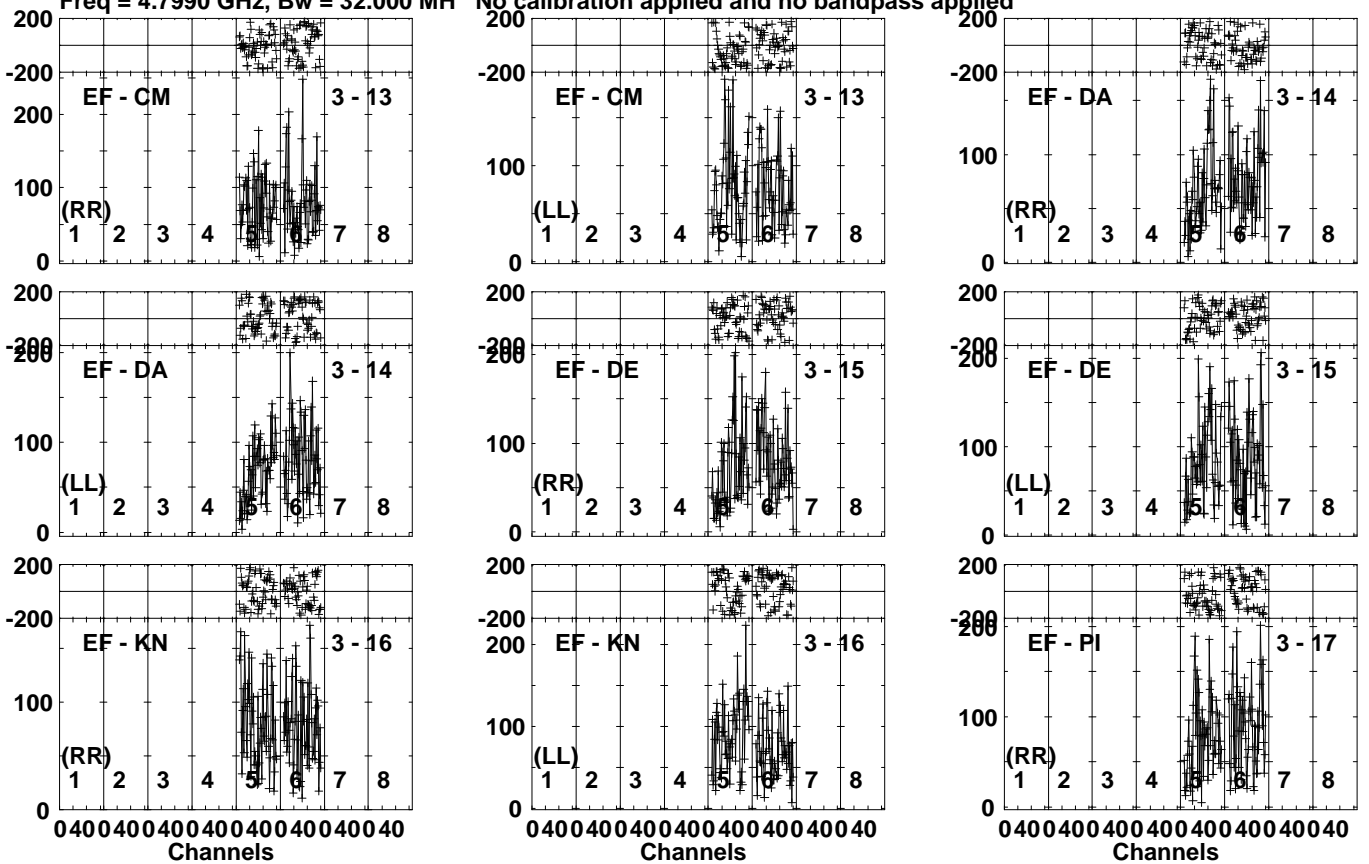 Freq = 4.7990 GHz, Bw = 32.000 MH No calibration applied and no bandpass applied
200 200
-200 -200 -200
EF - CM 3 - 13 EF - CM 3 - 13 EF - DA 3 - 14
200 200
100 100 100
(RR) (LL) (RR)
1 2 3 4 5 6 7 8 1 2 3 4 5 6 7 8 1 2 3 4 5 6 7 8
0 0 0
200 200 200
-200 -200 -200
200 200 200
EF - DA 3 - 14 EF - DE 3 - 15 EF - DE 3 - 15
100 100 100
(LL) (RR) (LL)
1 2 3 4 5 6 7 8 1 2 3 4 5 6 7 8 1 2 3 4 5 6 7 8
0 0 0
200 200 200
-200 -200 -200
EF - KN 3 - 16 EF - KN 3 - 16 EF - PI 3 - 17
200 200
100 100 100
(RR) (LL) (RR)
1 2 3 4 5 6 7 8 1 2 3 4 5 6 7 8 1 2 3 4 5 6 7 8
0 0 0
0 40 0 40 0 40 0 40 0 40 0 40 0 40 0 40 0 40 0 40 0 40 0 40 0 40 0 40 0 40 0 40 0 40 0 40 0 40 0 40 0 40 0 40 0 40 0 40
Channels Channels Channels